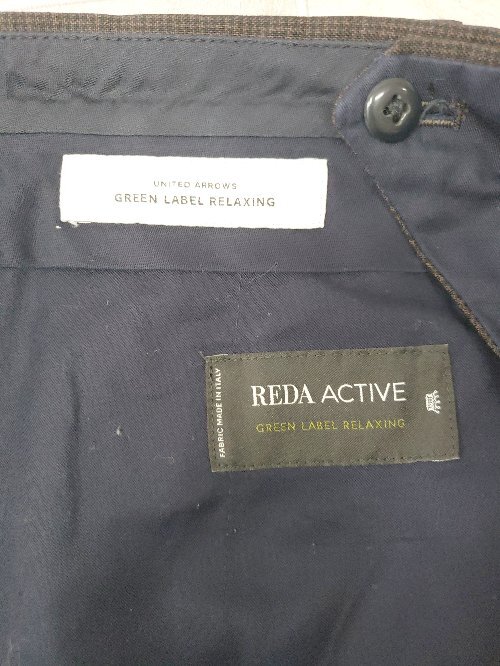 UNITED ARROWS
GREEN LABEL RELAXING
FABRIC MADE IN ITALY
REDA ACTIVE
GREEN LABEL RELAXING